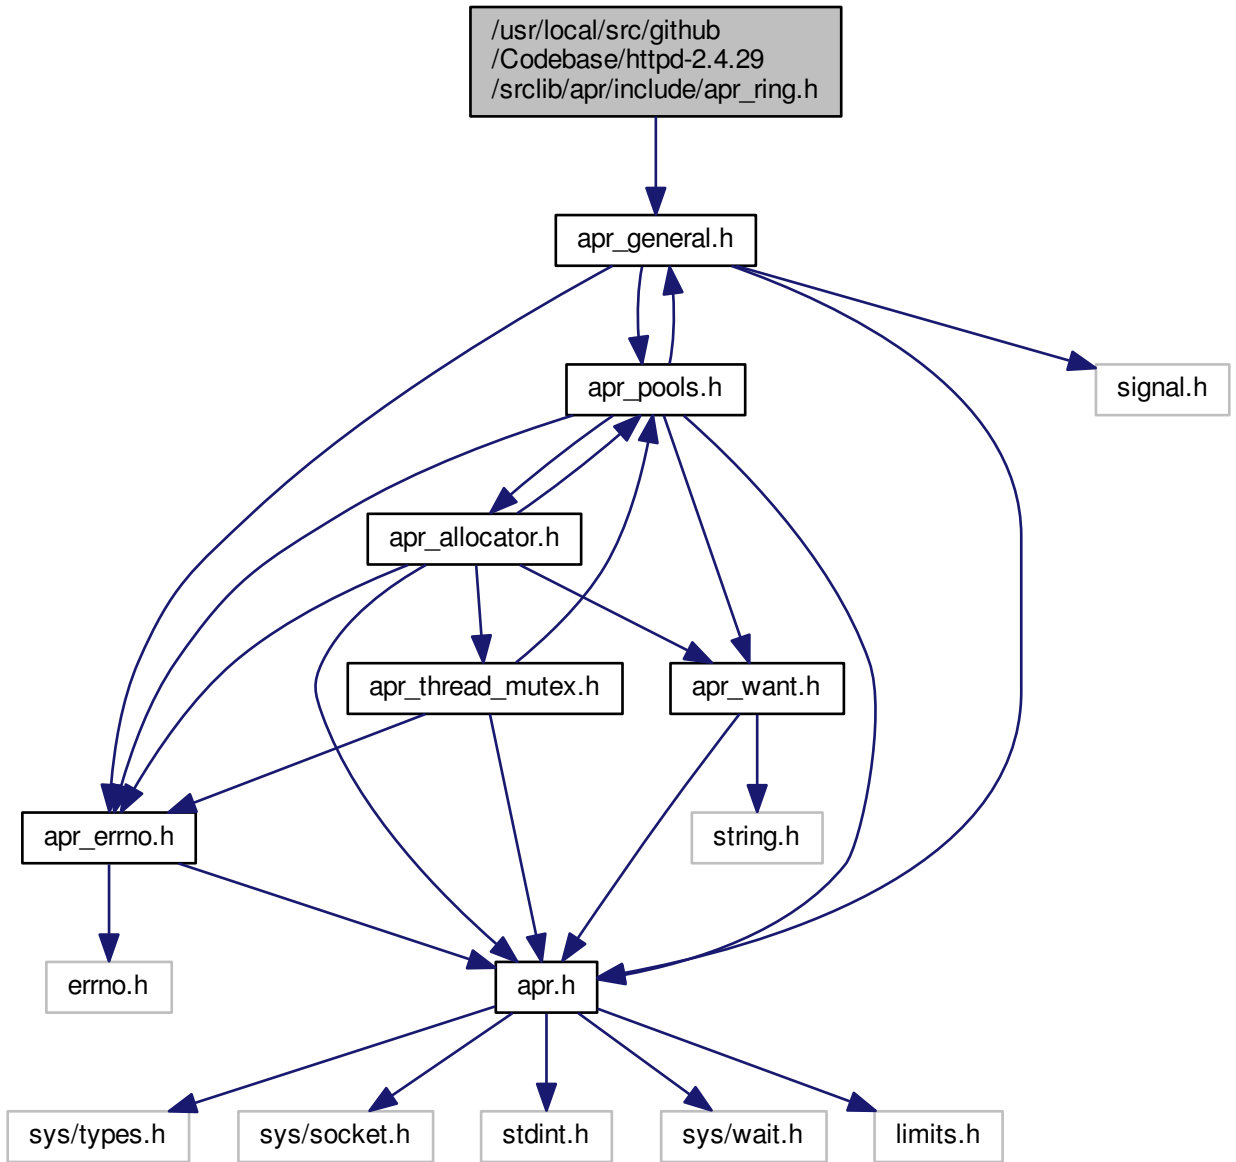 /usr/local/src/github
/Codebase/httpd-2.4.29
/srclib/apr/include/apr_ring.h
apr_general.h
apr_pools.h
signal.h
apr_allocator.h
apr_thread_mutex.h
apr_want.h
apr_errno.h
string.h
errno.h
apr.h
sys/types.h
sys/socket.h
stdint.h
sys/wait.h
limits.h